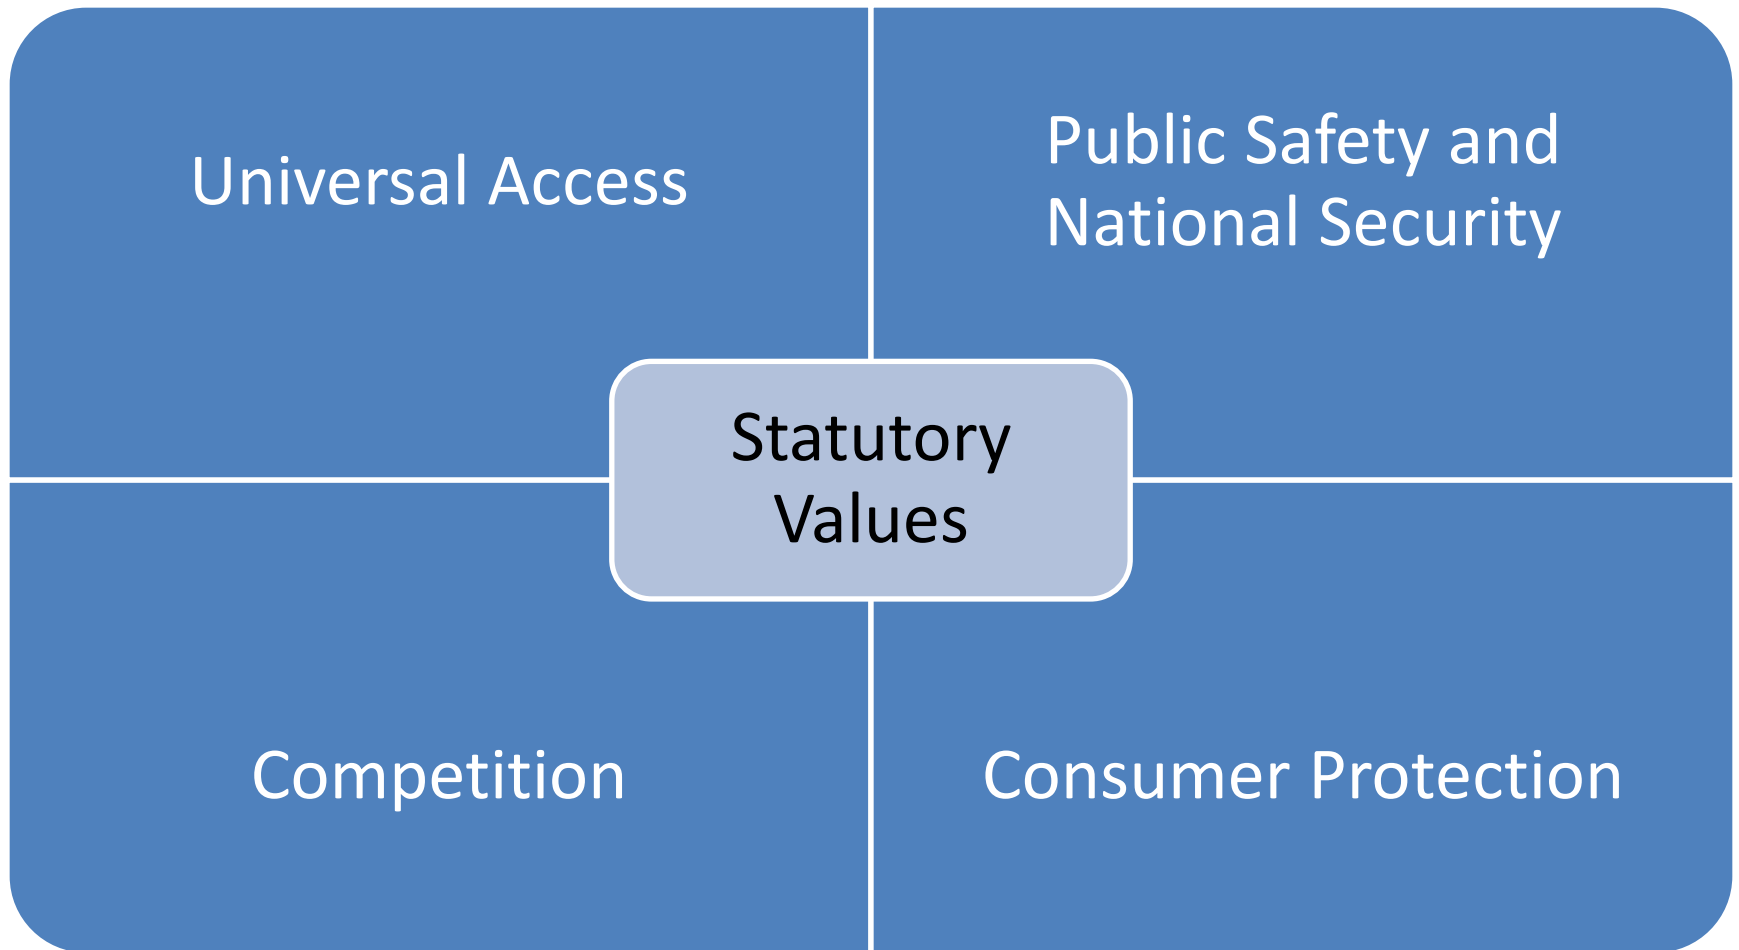 Universal Access
Public Safety and
National Security
Statutory
Values
Competition
Consumer Protection